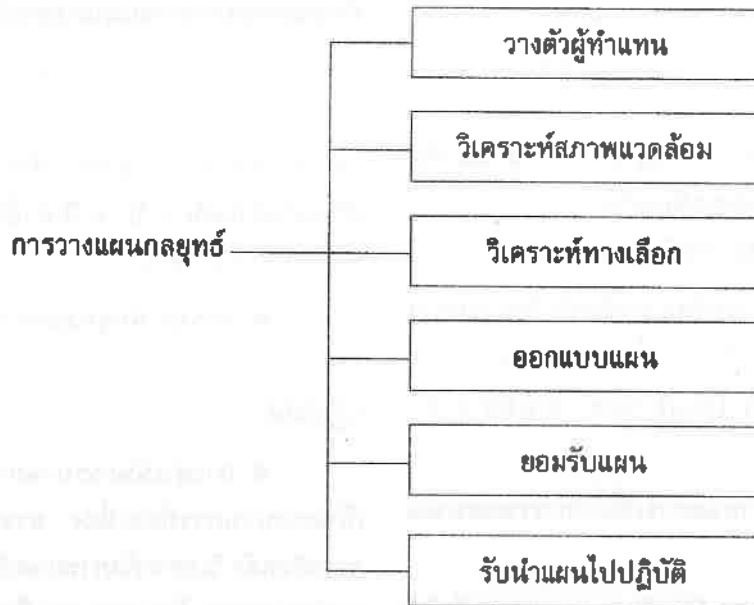 วางตัวผู้ทำแทน
วิเคราะห์สภาพแวดล้อม
การวางแผนกลยุทธ์
วิเคราะห์ทางเลือก
ออกแบบแผน
ยอมรับแผน
รับนำแผนไปปฏิบัติ